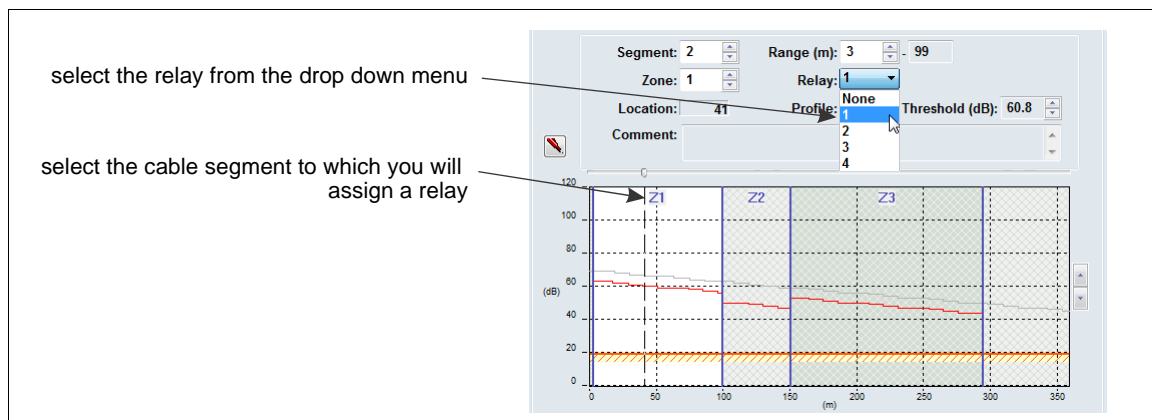 Segment: 2 Range (m): 3 - 99
select the relay from the drop down menu
Zone: 1 Relay: 1
None
Location: 41 Profile: 1 Threshold (dB): 60.8
Comment: 2
3
4
select the cable segment to which you will
assign a relay
120 Z1 Z2 Z3
100
80
(dB) 60
40
20
0
0 50 100 150 200 250 300 350
(m)